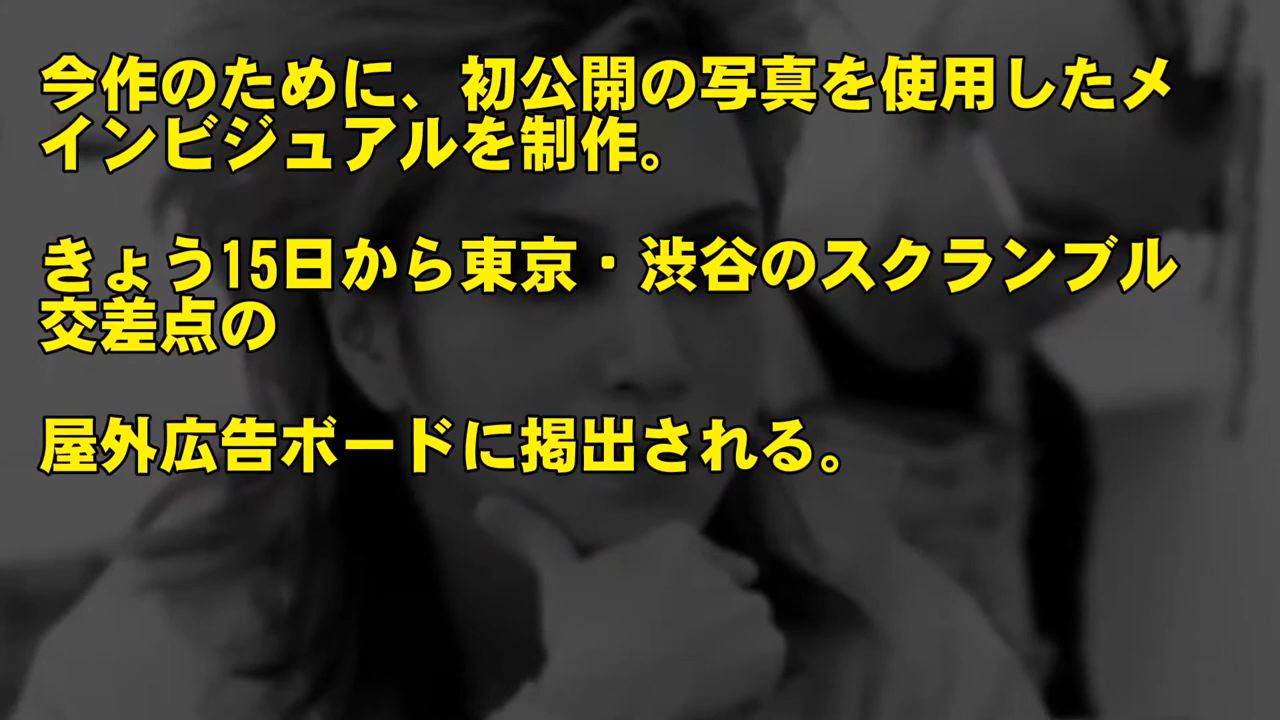 今作のために、初公開の写真を使用したメ
インビジュアルを制作。
きょう15日から東京・渋谷のスクランブル
交差点の
屋外広告ボードに掲出される。